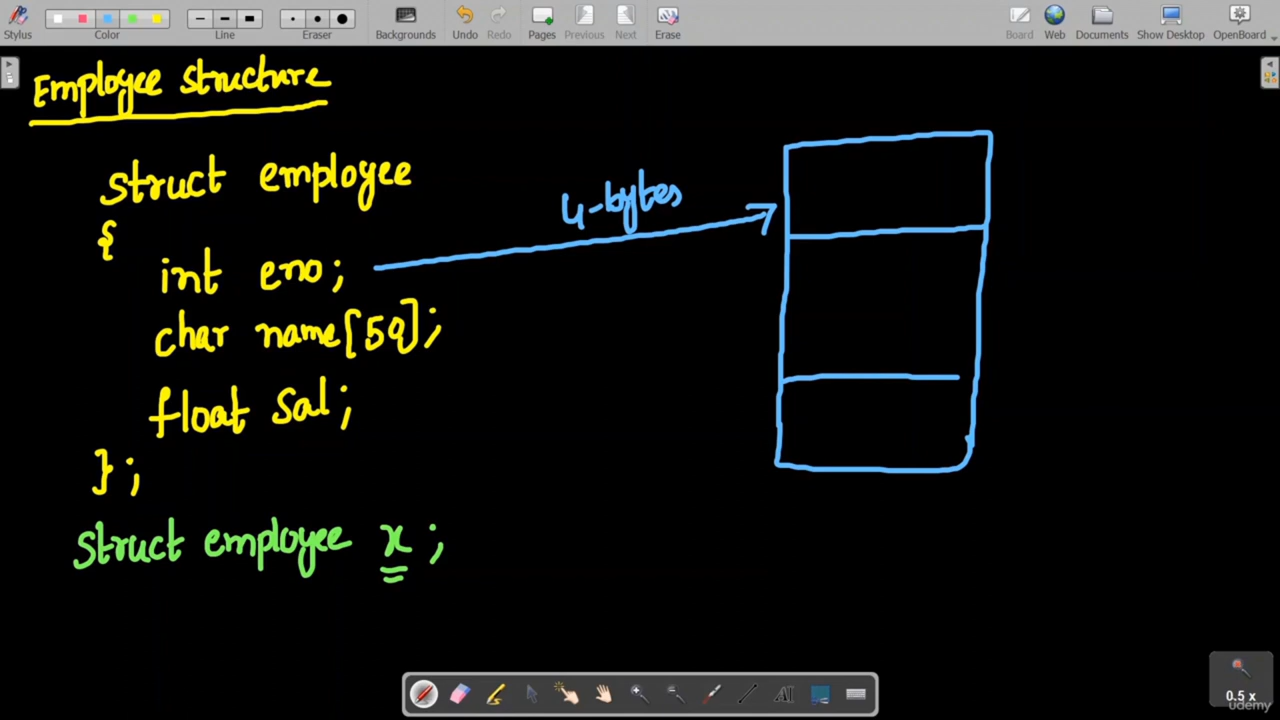 Stylus Color Line Eraser Backgrounds Undo Redo Pages Previous Next Erase Board Web Documents Show Desktop OpenBoard
Employee structure
struct employee
{
int eno;
4-bytes
char name[50];
float sal;
};
struct employee x;
0.5 x
udemy